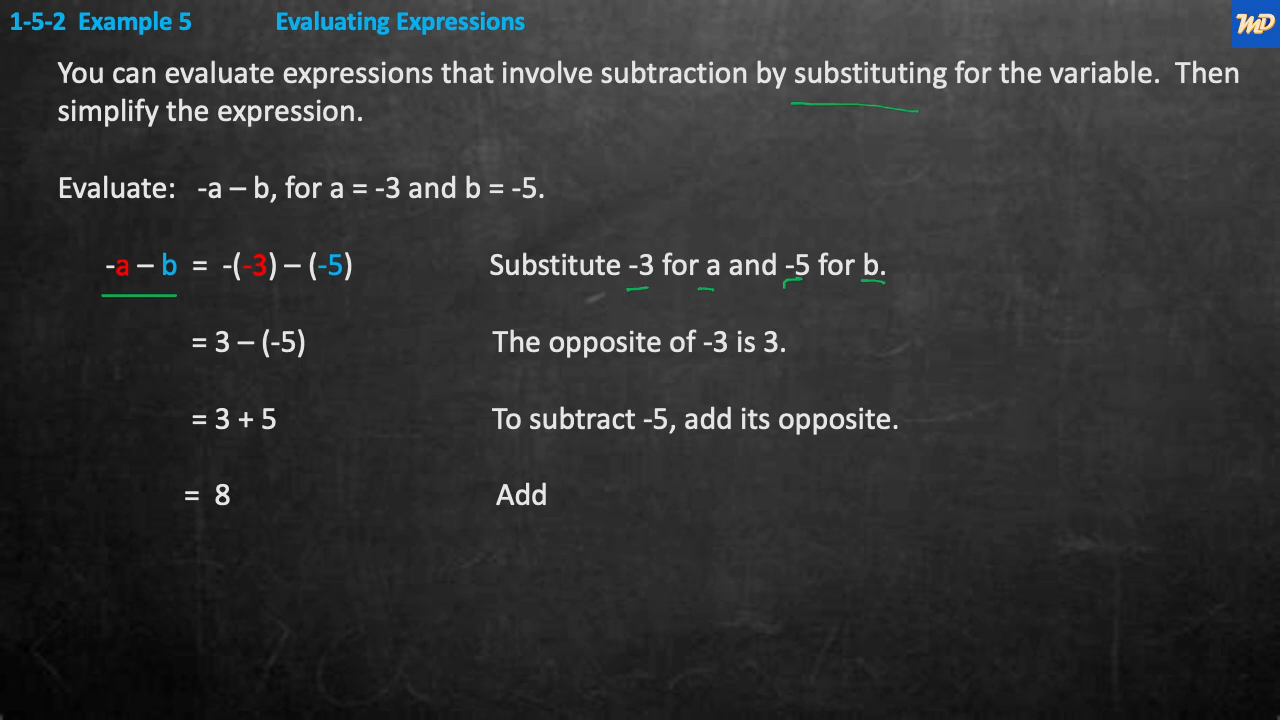 1-5-2 Example 5 Evaluating Expressions MD
You can evaluate expressions that involve subtraction by substituting for the variable. Then
simplify the expression.
Evaluate: -a – b, for a = -3 and b = -5.
-a – b = -(-3) – (-5) Substitute -3 for a and -5 for b.
= 3 – (-5) The opposite of -3 is 3.
= 3 + 5 To subtract -5, add its opposite.
= 8 Add